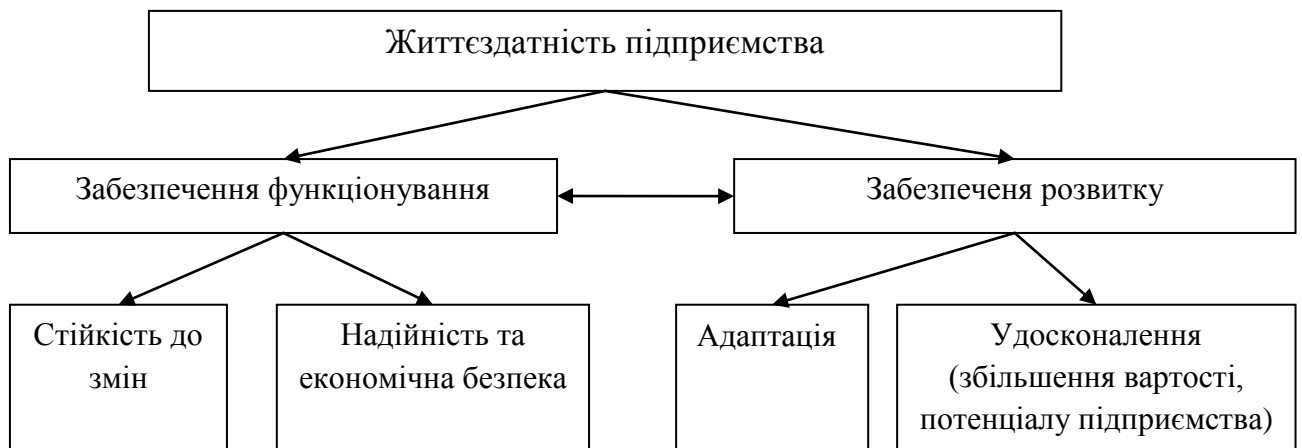 Життєздатність підприємства
Забезпечення функціонування
Забезпеченя розвитку
Стійкість до
змін
Надійність та
економічна безпека
Адаптація
Удосконалення
(збільшення вартості,
потенціалу підприємства)